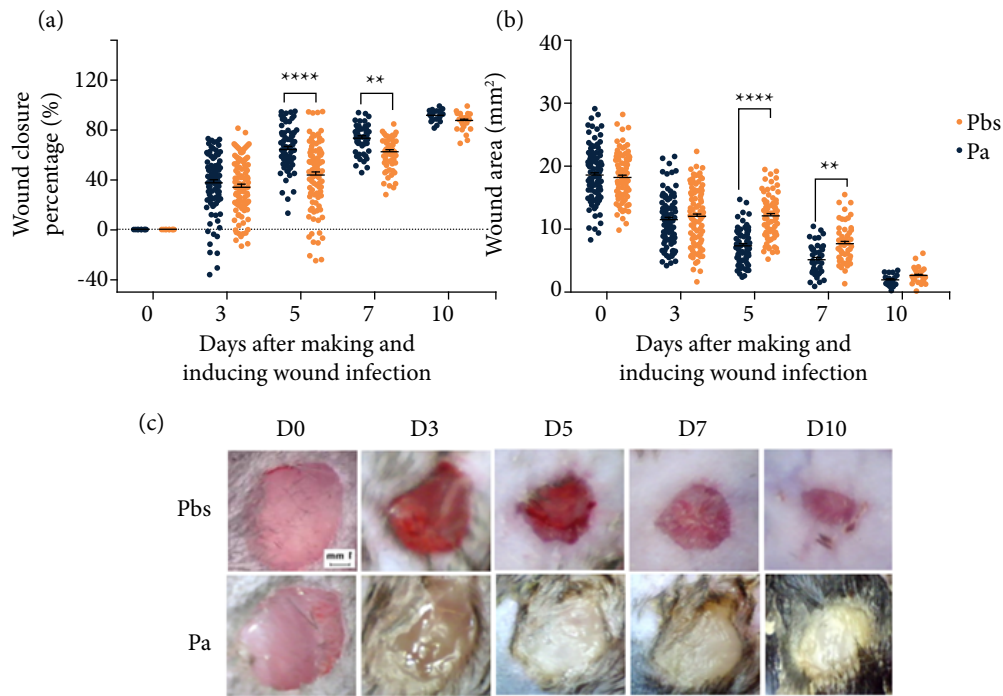 (a)
Wound closure
percentage (%)
120
80
40
0
-40
****
**
0 3 5 7 10
Days after making and
inducing wound infection
(b)
Wound area (mm²)
40
30
20
10
0
****
**
0 3 5 7 10
Days after making and
inducing wound infection
Pbs
Pa
(c)
D0 D3 D5 D7 D10
Pbs
mm 1
Pa